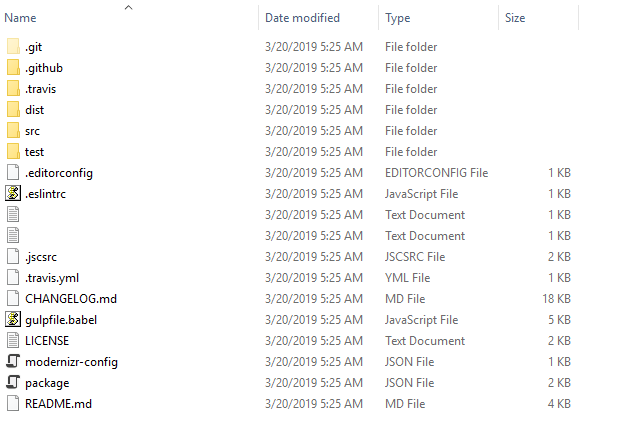 Name Date modified Type Size
.git 3/20/2019 5:25 AM File folder
.github 3/20/2019 5:25 AM File folder
.travis 3/20/2019 5:25 AM File folder
dist 3/20/2019 5:25 AM File folder
src 3/20/2019 5:25 AM File folder
test 3/20/2019 5:25 AM File folder
.editorconfig 3/20/2019 5:25 AM EDITORCONFIG File 1 KB
.eslintrc 3/20/2019 5:25 AM JavaScript File 1 KB
3/20/2019 5:25 AM Text Document 1 KB
3/20/2019 5:25 AM Text Document 1 KB
.jscsrc 3/20/2019 5:25 AM JSCSRC File 2 KB
.travis.yml 3/20/2019 5:25 AM YML File 1 KB
CHANGELOG.md 3/20/2019 5:25 AM MD File 18 KB
gulpfile.babel 3/20/2019 5:25 AM JavaScript File 5 KB
LICENSE 3/20/2019 5:25 AM Text Document 2 KB
modernizr-config 3/20/2019 5:25 AM JSON File 1 KB
package 3/20/2019 5:25 AM JSON File 2 KB
README.md 3/20/2019 5:25 AM MD File 4 KB